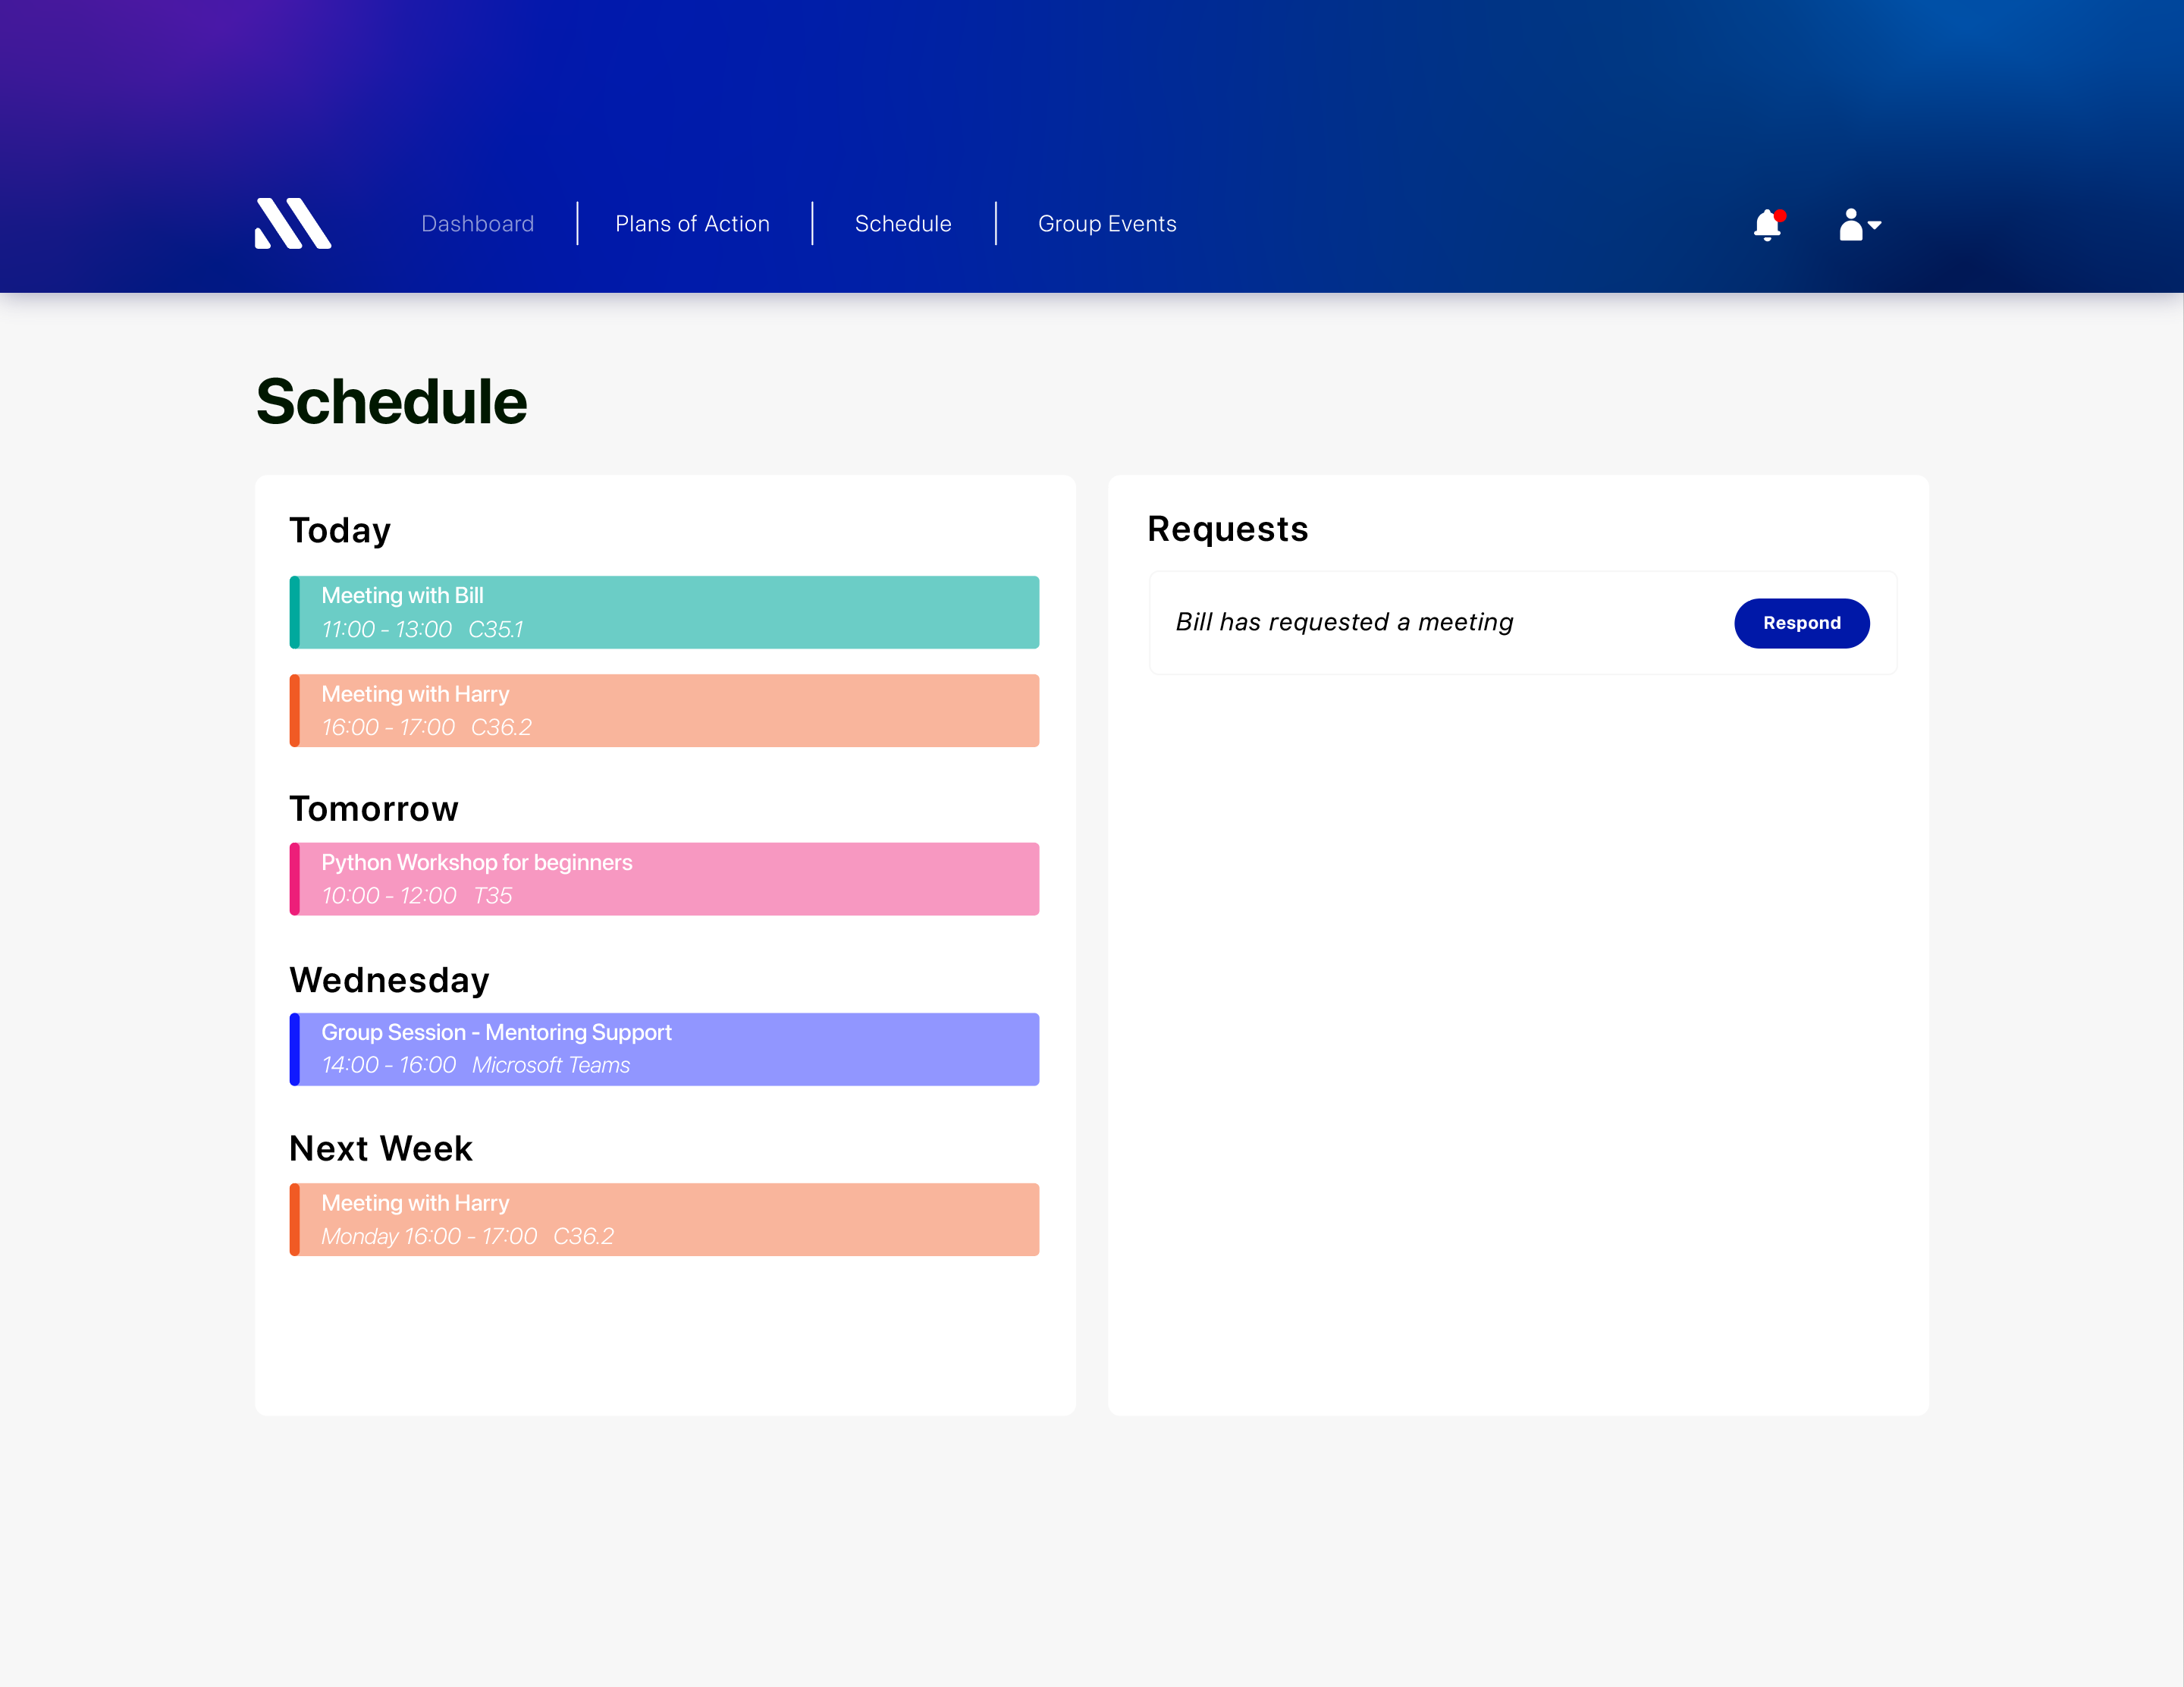 Dashboard
Plans of Action
Schedule
Group Events
Schedule
Today
Meeting with Bill
11:00 - 13:00 C35.1
Meeting with Harry
16:00 - 17:00 C36.2
Tomorrow
Python Workshop for beginners
10:00 - 12:00 T35
Wednesday
Group Session - Mentoring Support
14:00 - 16:00 Microsoft Teams
Next Week
Meeting with Harry
Monday 16:00 - 17:00 C36.2
Requests
Bill has requested a meeting
Respond